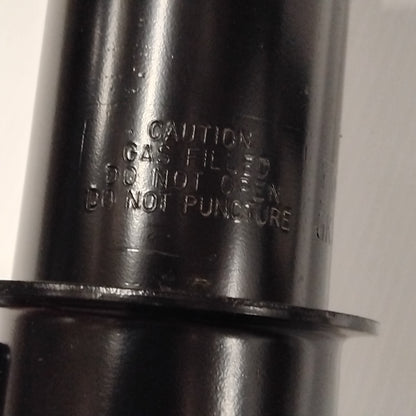 CAUTION
GAS FILLED
DO NOT OPEN
DO NOT PUNCTURE